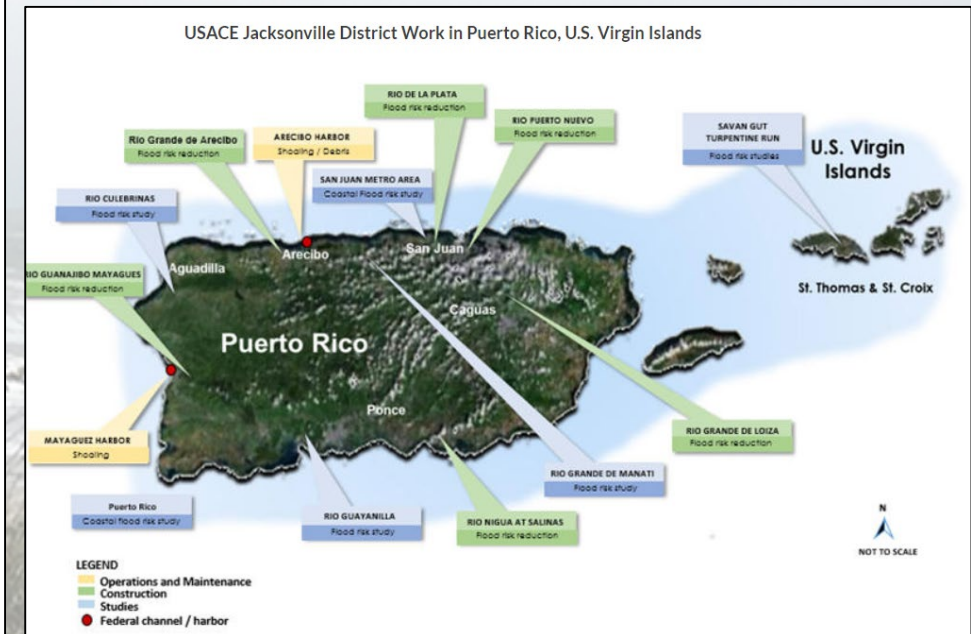 USACE Jacksonville District Work in Puerto Rico, U.S. Virgin Islands
RIO DE LA PLATA
Flood risk reduction
RIO PUERTO NUEVO
Flood risk reduction
Rio Grande de Arecibo
Flood risk reduction
ARECIBO HARBOR
Shoaling / Debris
SAN JUAN METRO AREA
Coastal Flood risk study
SAVAN GUT
TURPENTINE RUN
Flood risk studies
U.S. Virgin
Islands
RIO CULEBRINAS
Flood risk study
Aguadilla
Arecibo
San Juan
RIO GUANAJIBO MAYAGUES
Flood risk reduction
St. Thomas & St. Croix
Caguas
Puerto Rico
Ponce
MAYAGUEZ HARBOR
Shoaling
RIO GRANDE DE LOIZA
Flood risk reduction
RIO GRANDE DE MANATI
Flood risk study
Puerto Rico
Coastal flood risk study
RIO GUAYANILLA
Flood risk study
RIO NIGUA AT SALINAS
Flood risk reduction
N
NOT TO SCALE
LEGEND
Operations and Maintenance
Construction
Studies
Federal channel / harbor